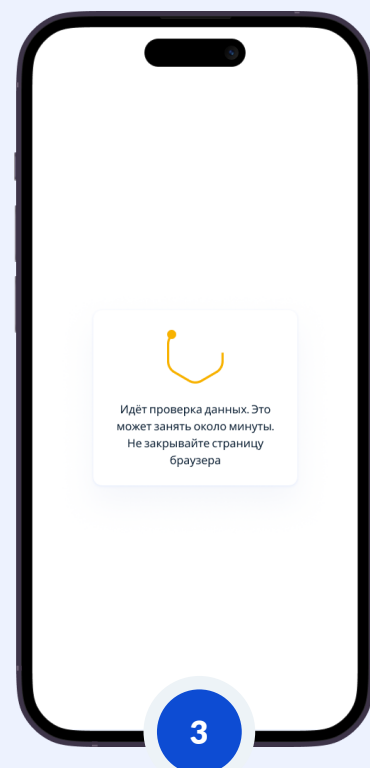 Идёт проверка данных. Это
может занять около минуты.
Не закрывайте страницу
браузера
3